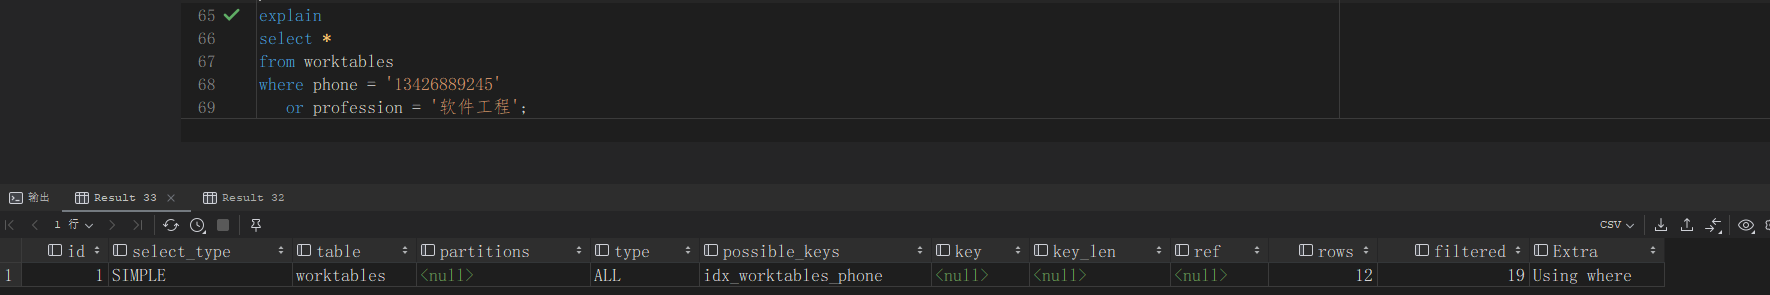 65 explain
66 select *
67 from worktables
68 where phone = '13426889245'
69 or profession = '软件工程';
输出 Result 33 Result 32
1 行 CSV
id select_type table partitions type possible_keys key key_len ref rows filtered Extra
1 1 SIMPLE worktables <null> ALL idx_worktables_phone <null> <null> <null> 12 19 Using where